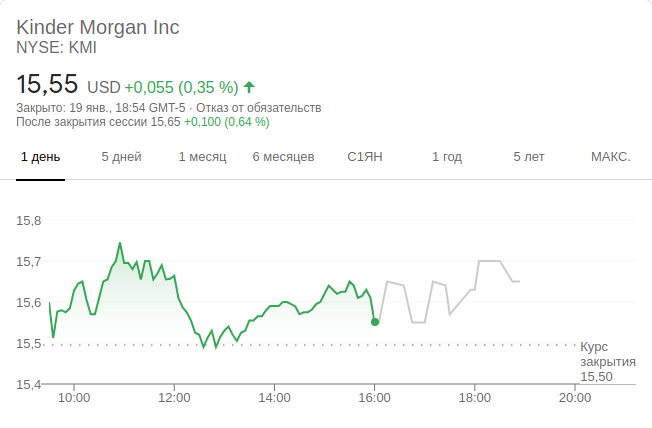 Kinder Morgan Inc
NYSE: KMI
15,55 USD +0,055 (0,35 %)
Закрыто: 19 янв., 18:54 GMT-5 · Отказ от обязательств
После закрытия сессии 15,65 +0,100 (0,64 %)
1 день 5 дней 1 месяц 6 месяцев С1ЯН 1 год 5 лет МАКС.
15,8
15,7
15,6
15,5
15,4
Курс
закрытия
15,50
10:00 12:00 14:00 16:00 18:00 20:00